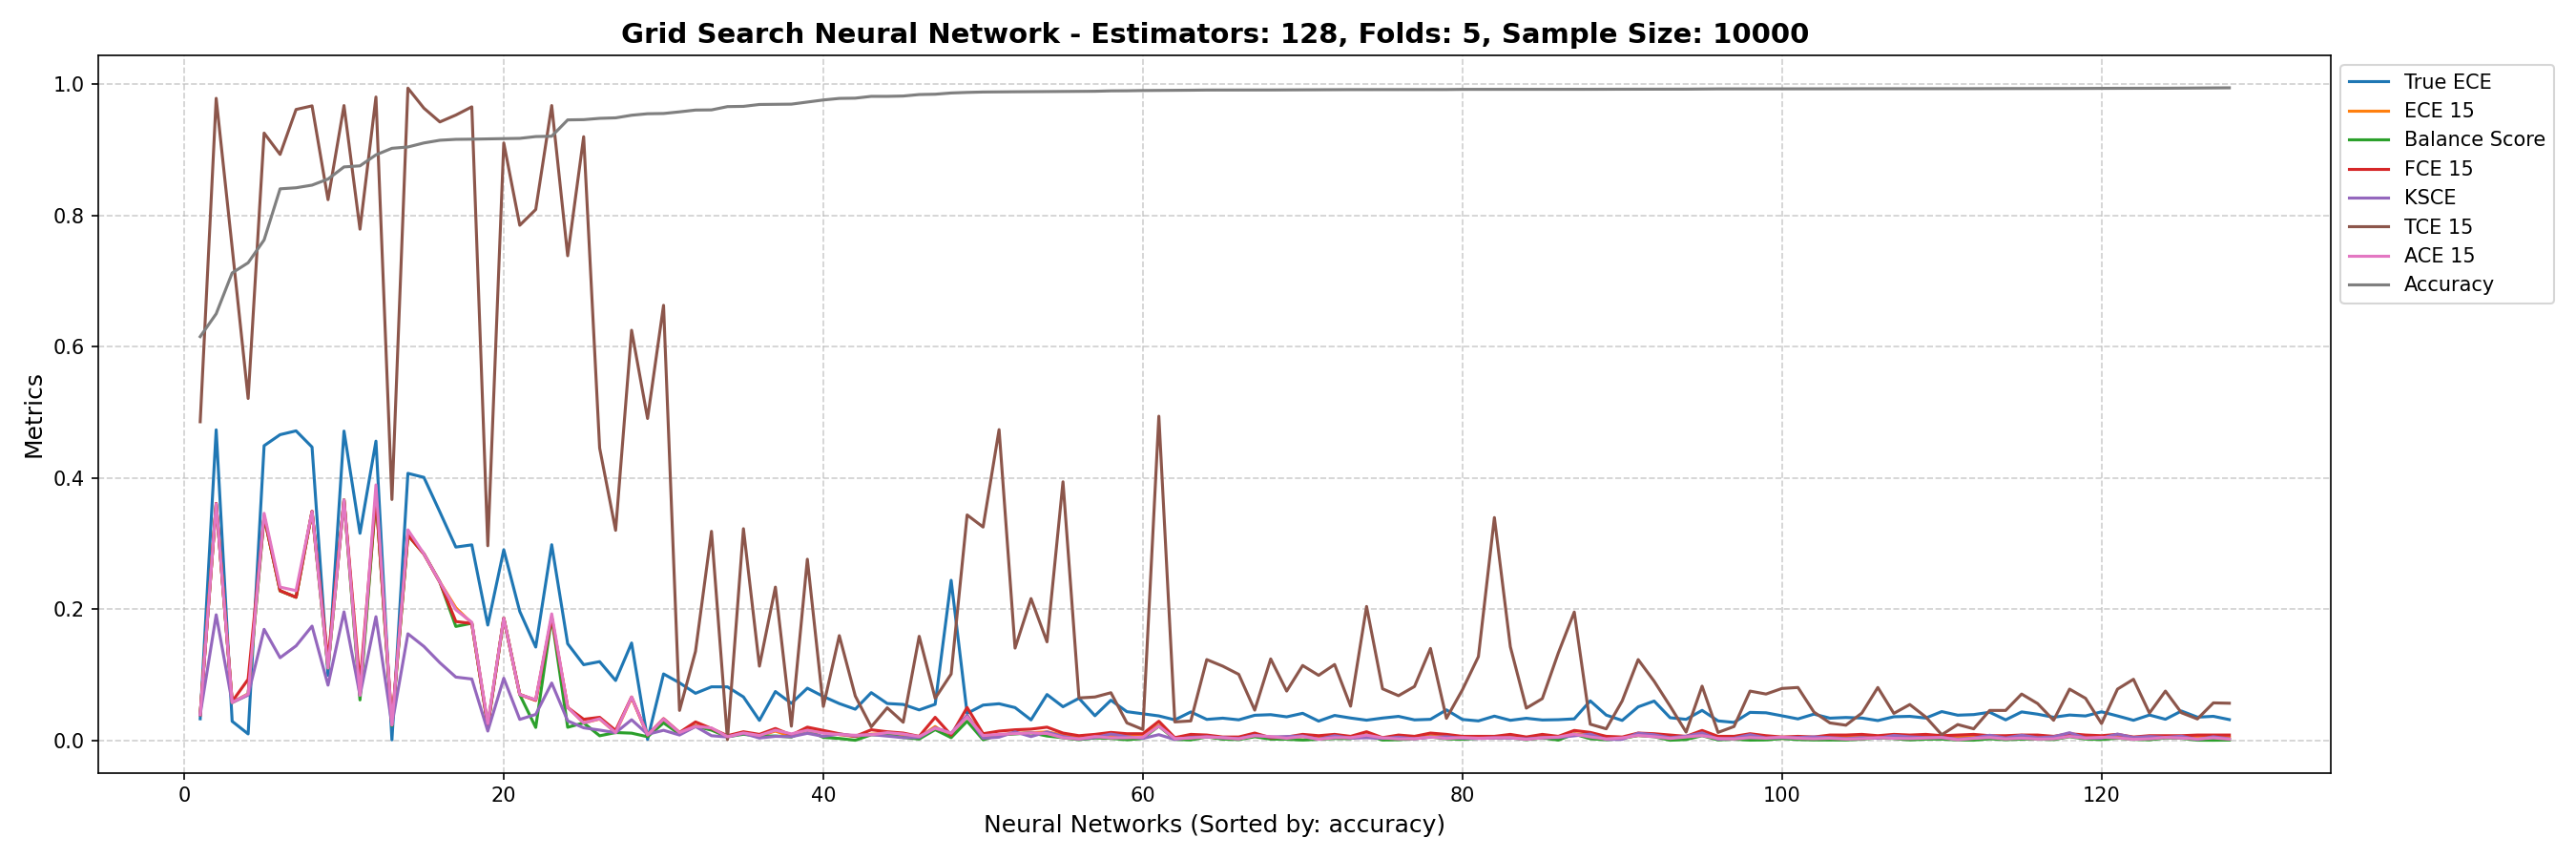 Grid Search Neural Network - Estimators: 128, Folds: 5, Sample Size: 10000
Metrics
1.0
0.8
0.6
0.4
0.2
0.0
0 20 40 60 80 100 120
Neural Networks (Sorted by: accuracy)
True ECE
ECE 15
Balance Score
FCE 15
KSCE
TCE 15
ACE 15
Accuracy